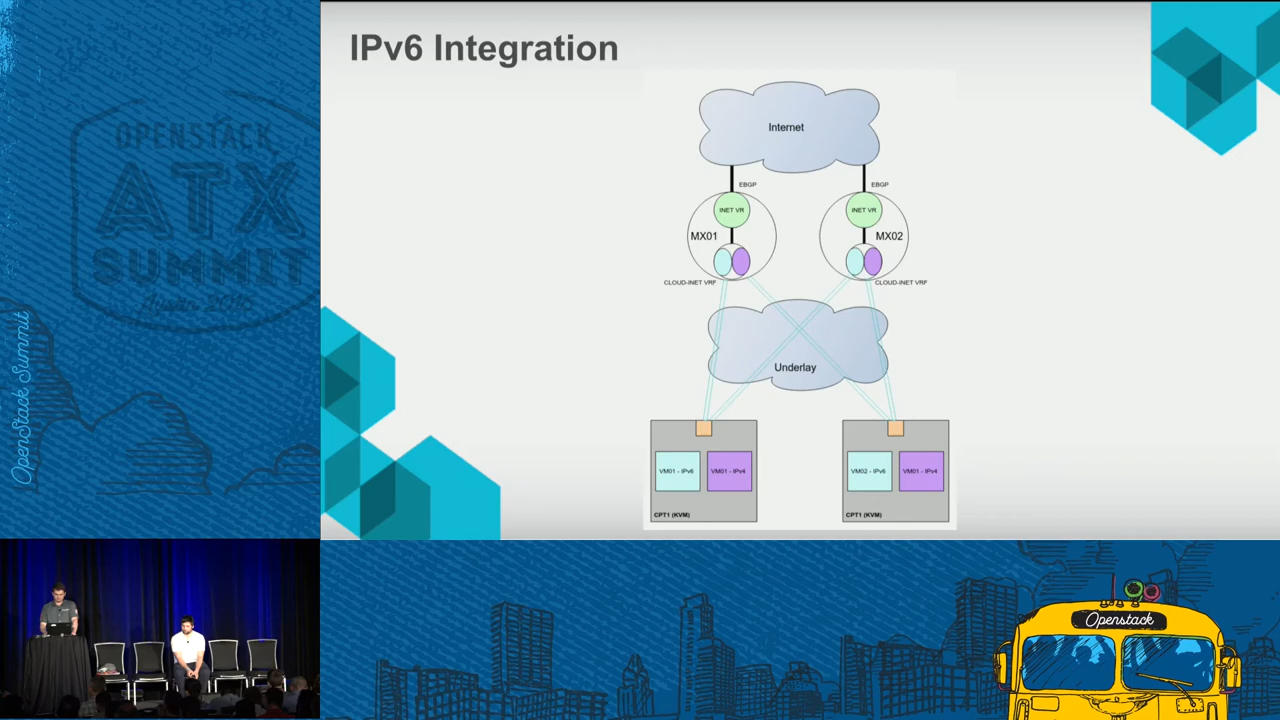 IPv6 Integration
Internet
EBGP
EBGP
INET VR
INET VR
MX01
MX02
CLOUD-INET VRF
CLOUD-INET VRF
Underlay
VM01 - IPv6
VM01 - IPv4
VM02 - IPv6
VM01 - IPv4
CPT1 (KVM)
CPT1 (KVM)
OPENSTACK
ATX
SUMMIT
OpenStack Summit
Openstack